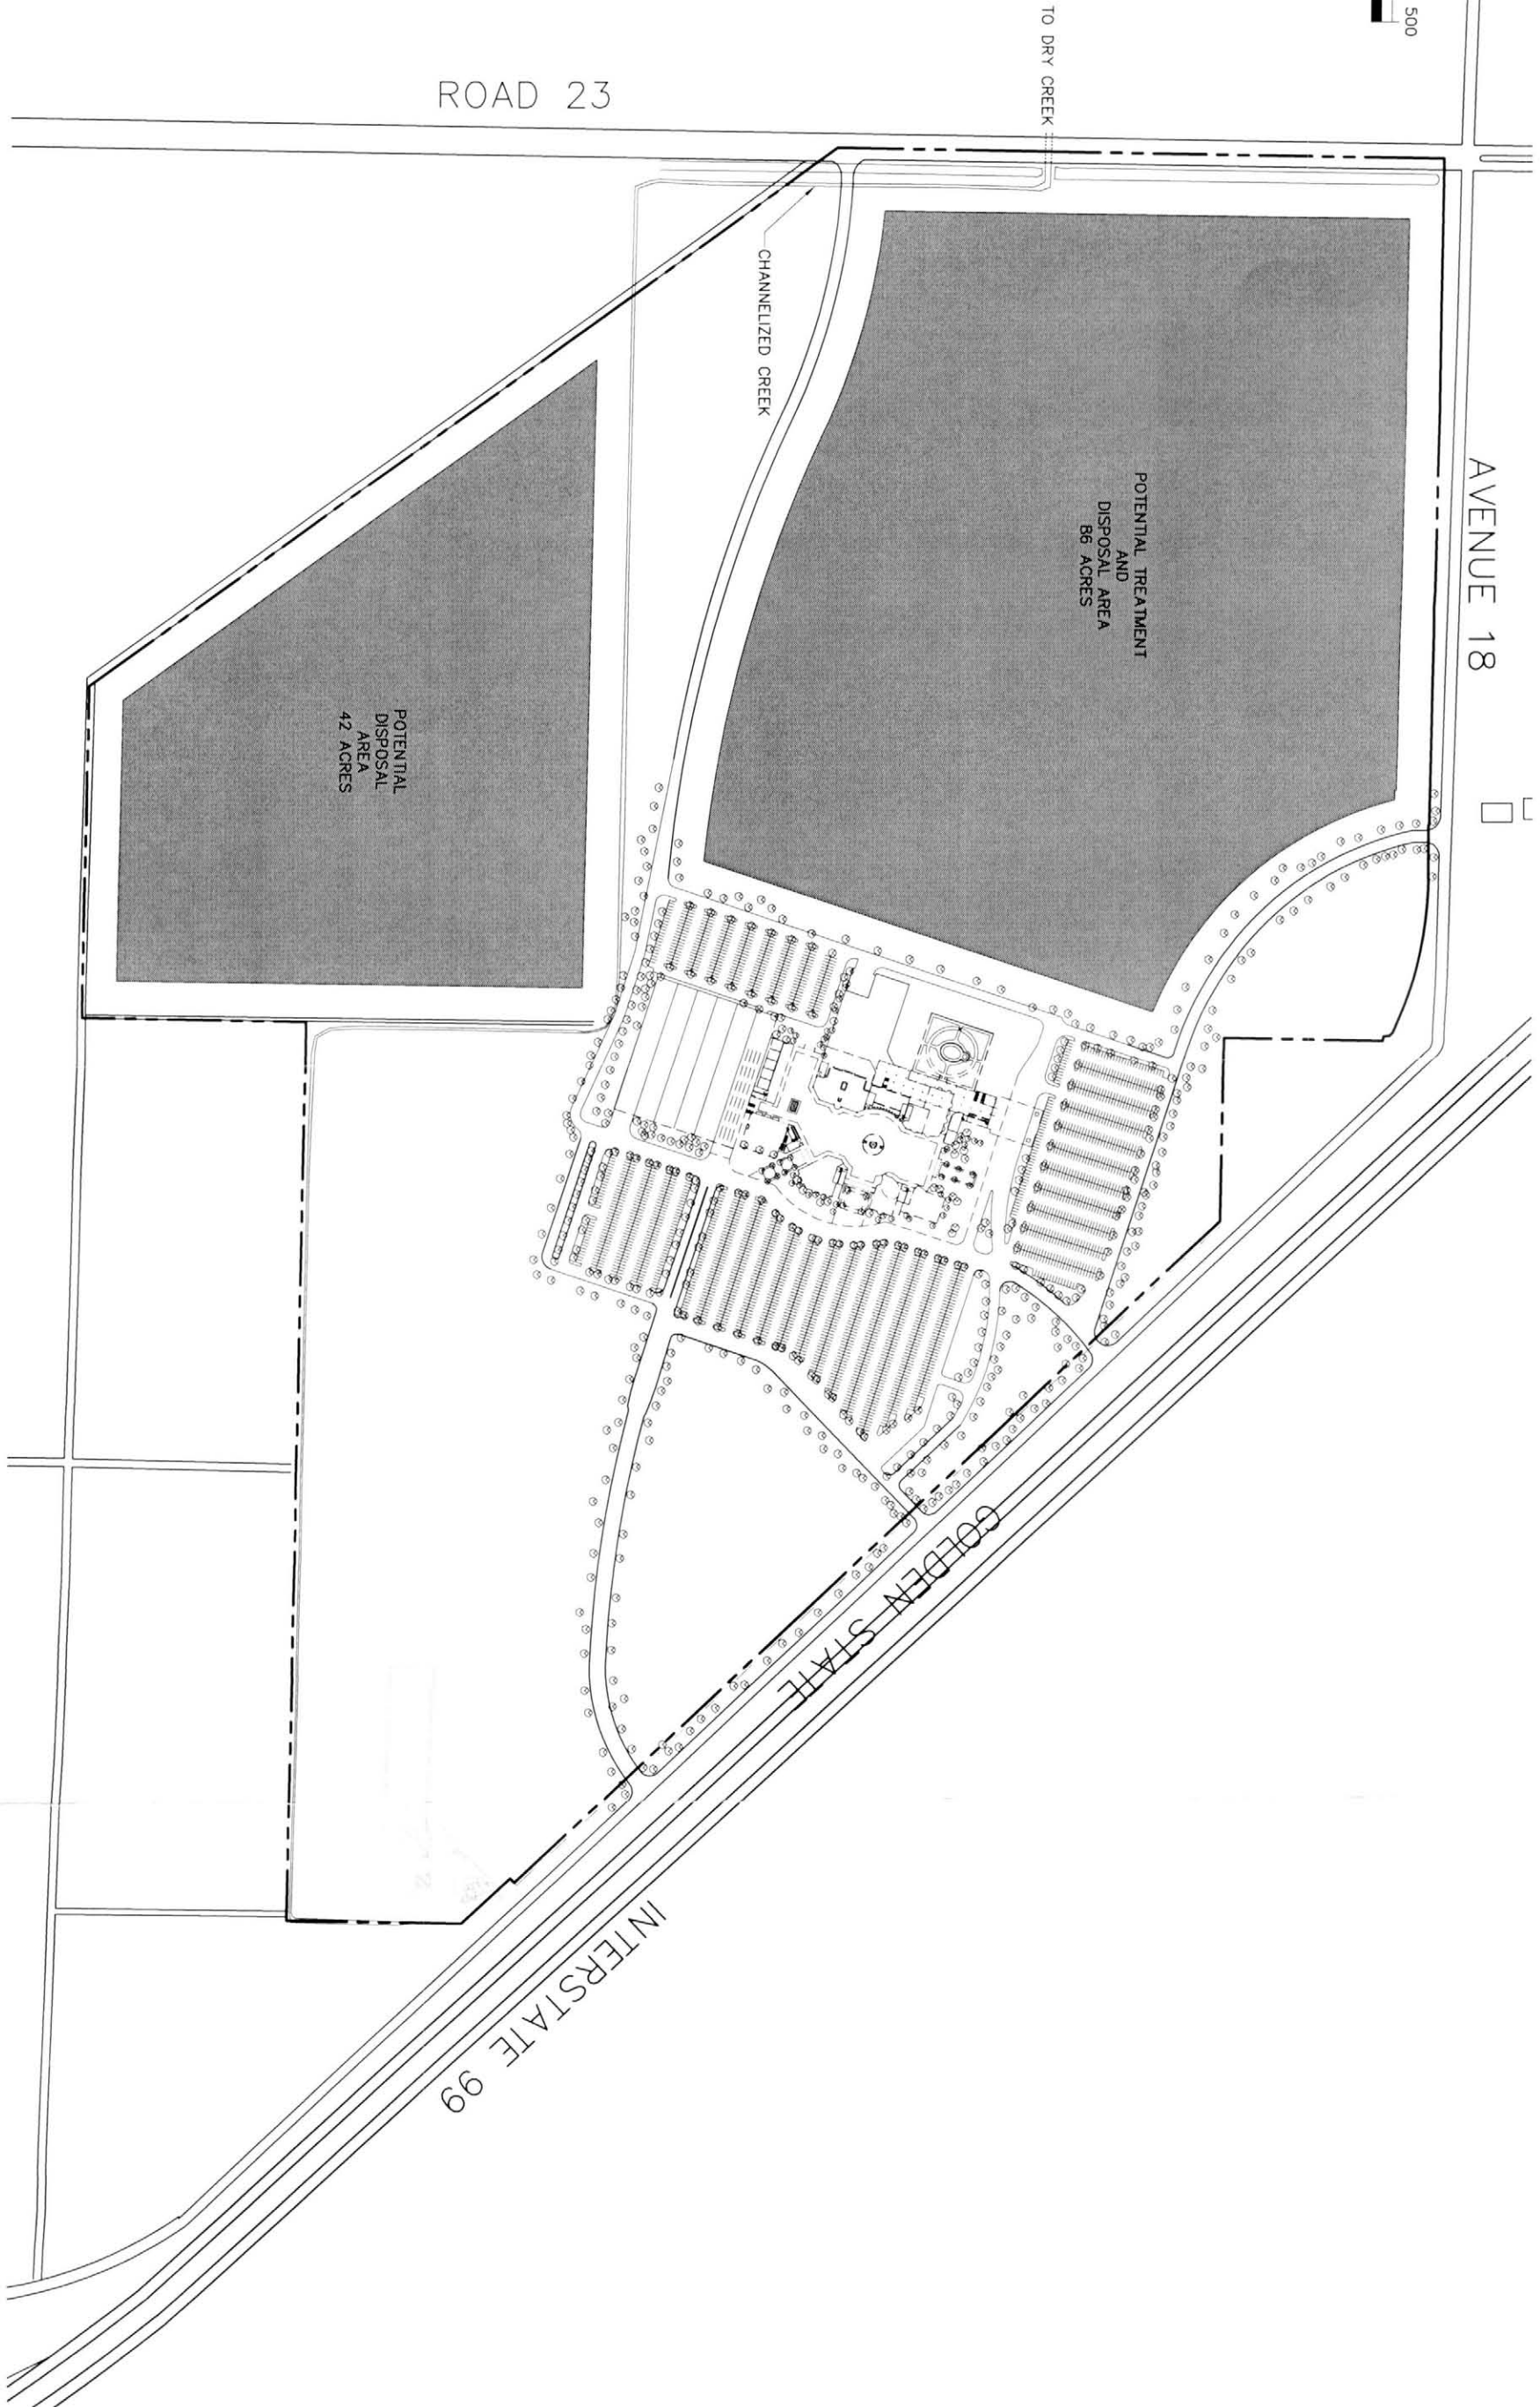 500
TO DRY CREEK
ROAD 23
AVENUE 18
CHANNELIZED CREEK
POTENTIAL TREATMENT
AND
DISPOSAL AREA
86 ACRES
POTENTIAL
DISPOSAL
AREA
42 ACRES
GOLDEN STATE
INTERSTATE 99